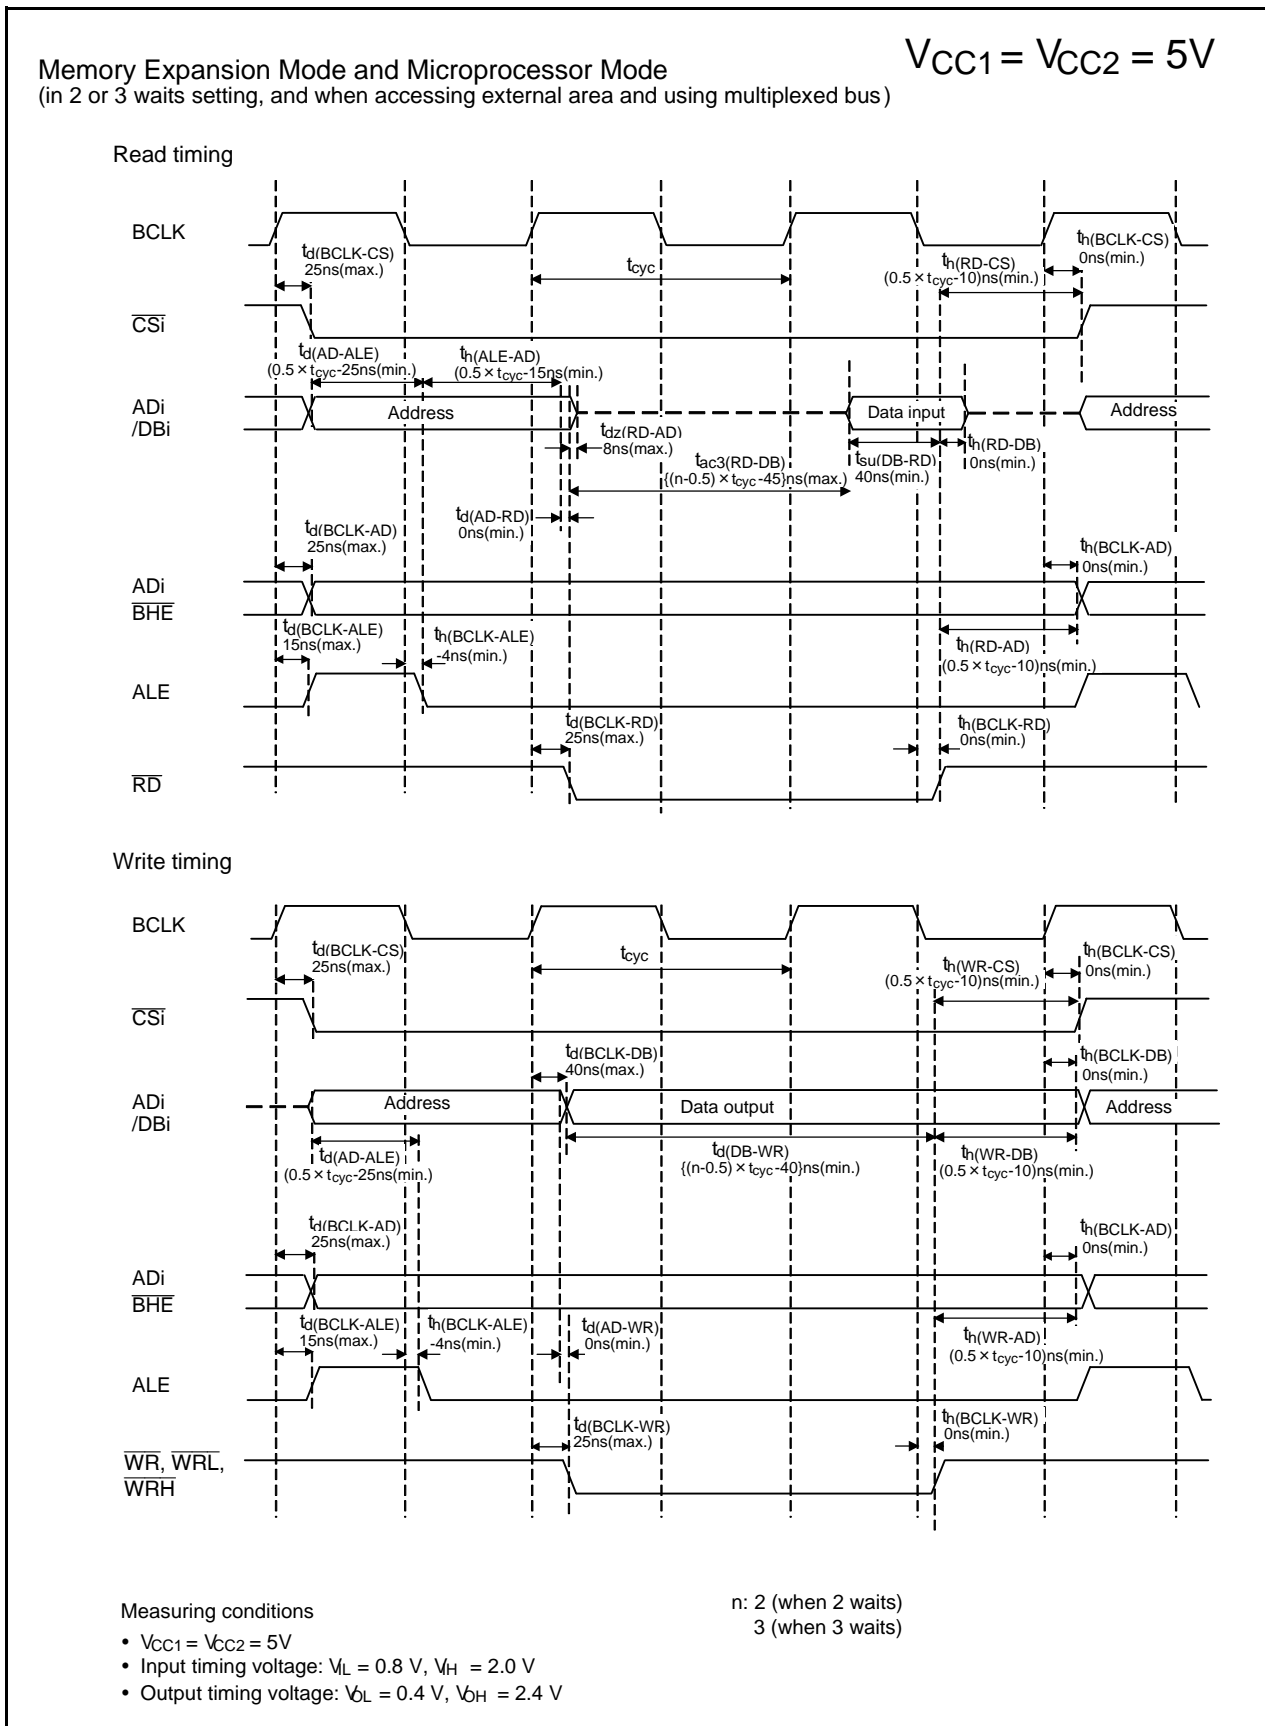 VCC1 = VCC2 = 5V
Memory Expansion Mode and Microprocessor Mode
(in 2 or 3 waits setting, and when accessing external area and using multiplexed bus)
Read timing
BCLK
td(BCLK-CS)
25ns(max.)
tcyc
th(RD-CS)
(0.5 × tcyc-10)ns(min.)
th(BCLK-CS)
0ns(min.)
CSi
td(AD-ALE)
(0.5 × tcyc-25ns(min.
th(ALE-AD)
(0.5 × tcyc-15ns(min.
ADi
/DBi
Address
Data input
Address
tdz(RD-AD)
8ns(max.)
tac3(RD-DB)
{(n-0.5) × tcyc-45}ns(max.)
tsu(DB-RD)
40ns(min.)
th(RD-DB)
0ns(min.)
td(AD-RD)
0ns(min.)
td(BCLK-AD)
25ns(max.)
th(BCLK-AD)
0ns(min.)
ADi
BHE
td(BCLK-ALE)
15ns(max.)
th(BCLK-ALE)
-4ns(min.)
th(RD-AD)
(0.5 × tcyc-10)ns(min.)
ALE
td(BCLK-RD)
25ns(max.)
th(BCLK-RD)
0ns(min.)
RD
Write timing
BCLK
td(BCLK-CS)
25ns(max.)
tcyc
th(WR-CS)
(0.5 × tcyc-10)ns(min.)
th(BCLK-CS)
0ns(min.)
CSi
td(BCLK-DB)
40ns(max.)
th(BCLK-DB)
0ns(min.)
ADi
/DBi
Address
Data output
Address
td(AD-ALE)
(0.5 × tcyc-25ns(min.
td(DB-WR)
{(n-0.5) × tcyc-40}ns(min.)
th(WR-DB)
(0.5 × tcyc-10)ns(min.)
td(BCLK-AD)
25ns(max.)
th(BCLK-AD)
0ns(min.)
ADi
BHE
td(BCLK-ALE)
15ns(max.)
th(BCLK-ALE)
-4ns(min.)
td(AD-WR)
0ns(min.)
th(WR-AD)
(0.5 × tcyc-10)ns(min.)
ALE
td(BCLK-WR)
25ns(max.)
th(BCLK-WR)
0ns(min.)
WR, WRL,
WRH
Measuring conditions
• VCC1 = VCC2 = 5V
• Input timing voltage: VIL = 0.8 V, VIH = 2.0 V
• Output timing voltage: VOL = 0.4 V, VOH = 2.4 V
n: 2 (when 2 waits)
3 (when 3 waits)